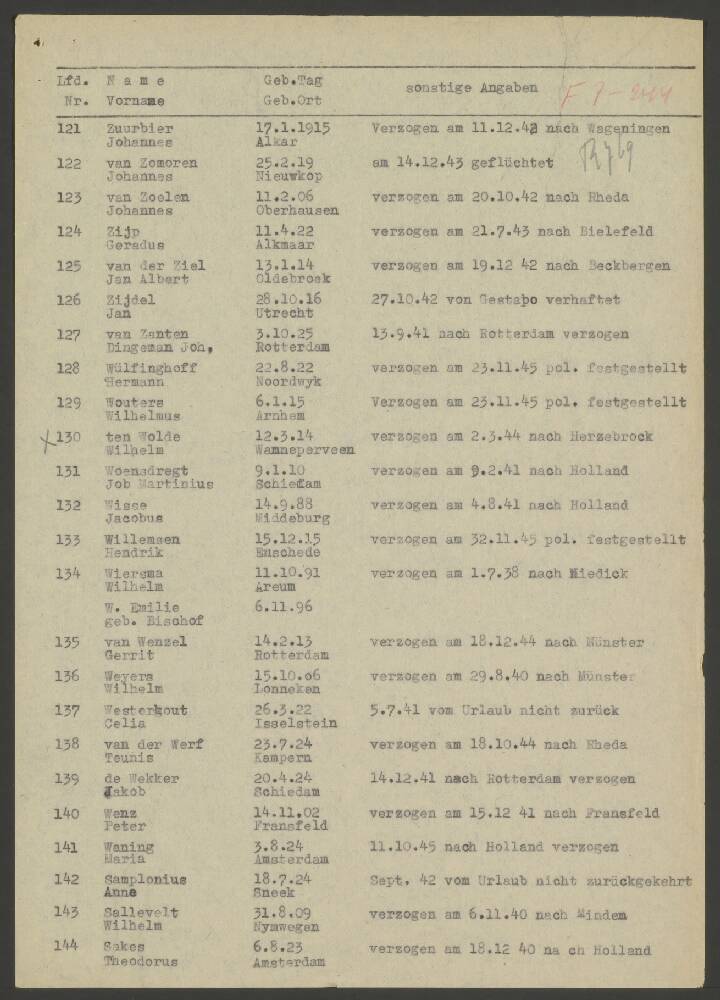 Lfd. Name Geb.Tag sonstige Angaben F 7-244
Nr. Vorname Geb.Ort
121 Zuurbier 17.1.1915 Verzogen am 11.12.42 nach Wageningen
Johannes Alkar
122 van Zomoren 25.2.19 am 14.12.43 geflüchtet
Johannes Nieuwkop
123 van Zoelen 11.2.06 verzogen am 20.10.42 nach Rheda
Johannes Oberhausen
124 Zijp 11.4.22 verzogen am 21.7.43 nach Bielefeld
Geradus Alkmaar
125 van der Ziel 13.1.14 verzogen am 19.12 42 nach Beckbergen
Jan Albert Oldebroek
126 Zijdel 28.10.16 27.10.42 von Gestapo verhaftet
Jan Utrecht
127 van Zanten 3.10.25 13.9.41 nach Rotterdam verzogen
Dingeman Joh, Rotterdam
128 Wülfinghoff 22.8.22 verzogen am 23.11.45 pol. festgestellt
Hermann Noordwyk
129 Wouters 6.1.15 Verzogen am 23.11.45 pol. festgestellt
Wilhelmus Arnhem
130 ten Wolde 12.3.14 verzogen am 2.3.44 nach Herzebrock
Wilhelm Wanneperveen
131 Woensdregt 9.1.10 verzogen am 9.2.41 nach Holland
Job Martinius Schiedam
132 Wisse 14.9.88 verzogen am 4.8.41 nach Holland
Jacobus Middeburg
133 Willemsen 15.12.15 verzogen am 32.11.45 pol. festgestellt
Hendrik Enschede
134 Wiersma 11.10.91 verzogen am 1.7.38 nach Miedick
Wilhelm Areum
W. Emilie 6.11.96
geb. Bischof
135 van Wenzel 14.2.13 verzogen am 18.12.44 nach Münster
Gerrit Rotterdam
136 Weyers 15.10.06 verzogen am 29.8.40 nach Münster
Wilhelm Lonneken
137 Westerhout 26.3.22 5.7.41 vom Urlaub nicht zurück
Celia Isselstein
138 van der Werf 23.7.24 verzogen am 18.10.44 nach Rheda
Teunis Kampern
139 de Wekker 20.4.24 14.12.41 nach Rotterdam verzogen
Jakob Schiedam
140 Wenz 14.11.02 verzogen am 15.12 41 nach Fransfeld
Peter Fransfeld
141 Waning 3.8.24 11.10.45 nach Holland verzogen
Maria Amsterdam
142 Samplonius 18.7.24 Sept. 42 vom Urlaub nicht zurückgekehrt
Anne Sneek
143 Sallevelt 31.8.09 verzogen am 6.11.40 nach Mindem
Wilhelm Nymwegen
144 Sakes 6.8.23 verzogen am 18.12 40 na ch Holland
Theodorus Amsterdam